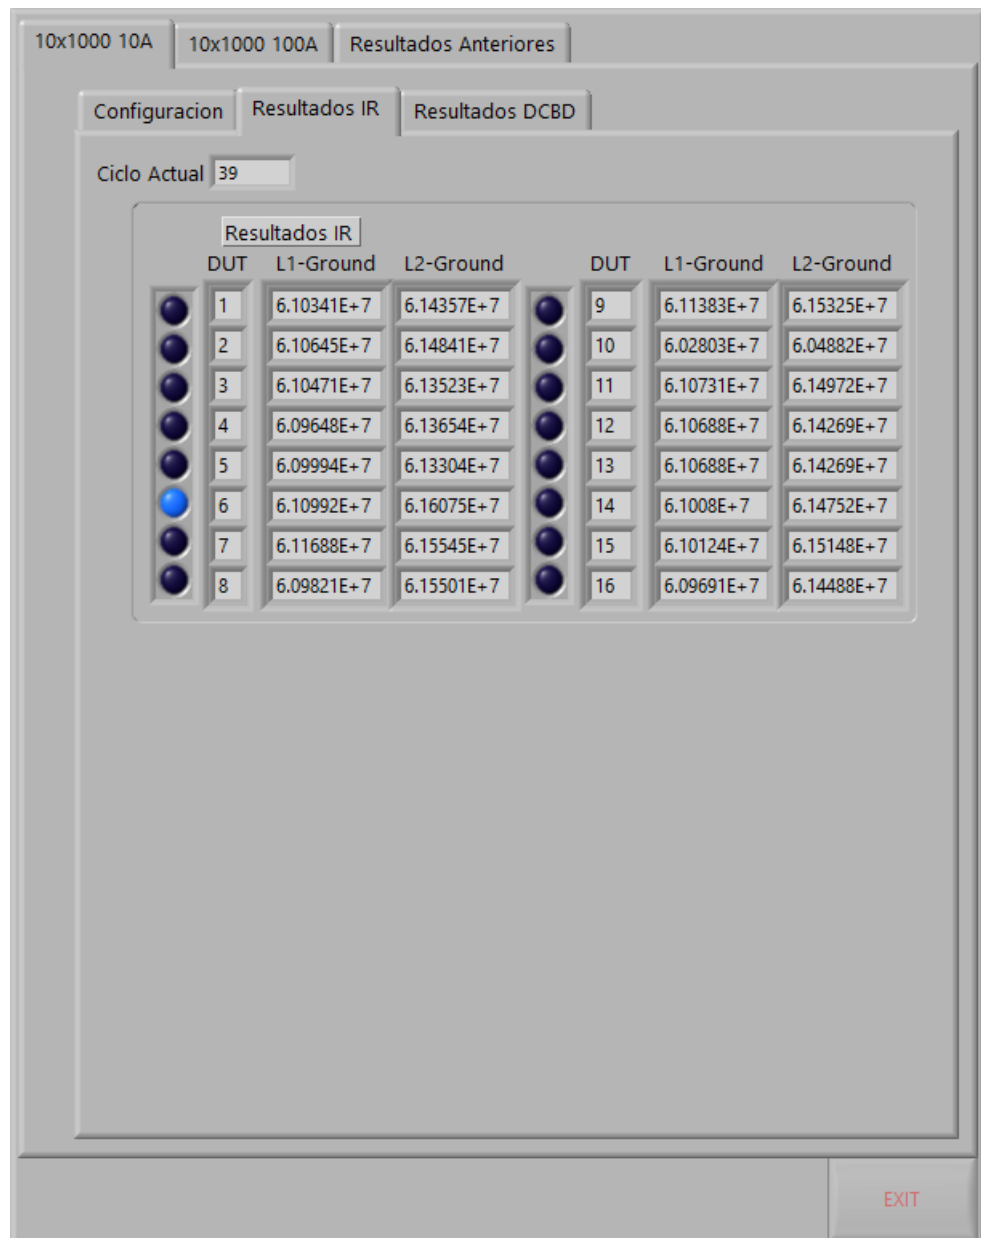 10x1000 10A 10x1000 100A Resultados Anteriores
Configuracion Resultados IR Resultados DCBD
Ciclo Actual 39
Resultados IR
DUT L1-Ground L2-Ground DUT L1-Ground L2-Ground
1 6.10341E+7 6.14357E+7 9 6.11383E+7 6.15325E+7
2 6.10645E+7 6.14841E+7 10 6.02803E+7 6.04882E+7
3 6.10471E+7 6.13523E+7 11 6.10731E+7 6.14972E+7
4 6.09648E+7 6.13654E+7 12 6.10688E+7 6.14269E+7
5 6.09994E+7 6.13304E+7 13 6.10688E+7 6.14269E+7
6 6.10992E+7 6.16075E+7 14 6.1008E+7 6.14752E+7
7 6.11688E+7 6.15545E+7 15 6.10124E+7 6.15148E+7
8 6.09821E+7 6.15501E+7 16 6.09691E+7 6.14488E+7
EXIT